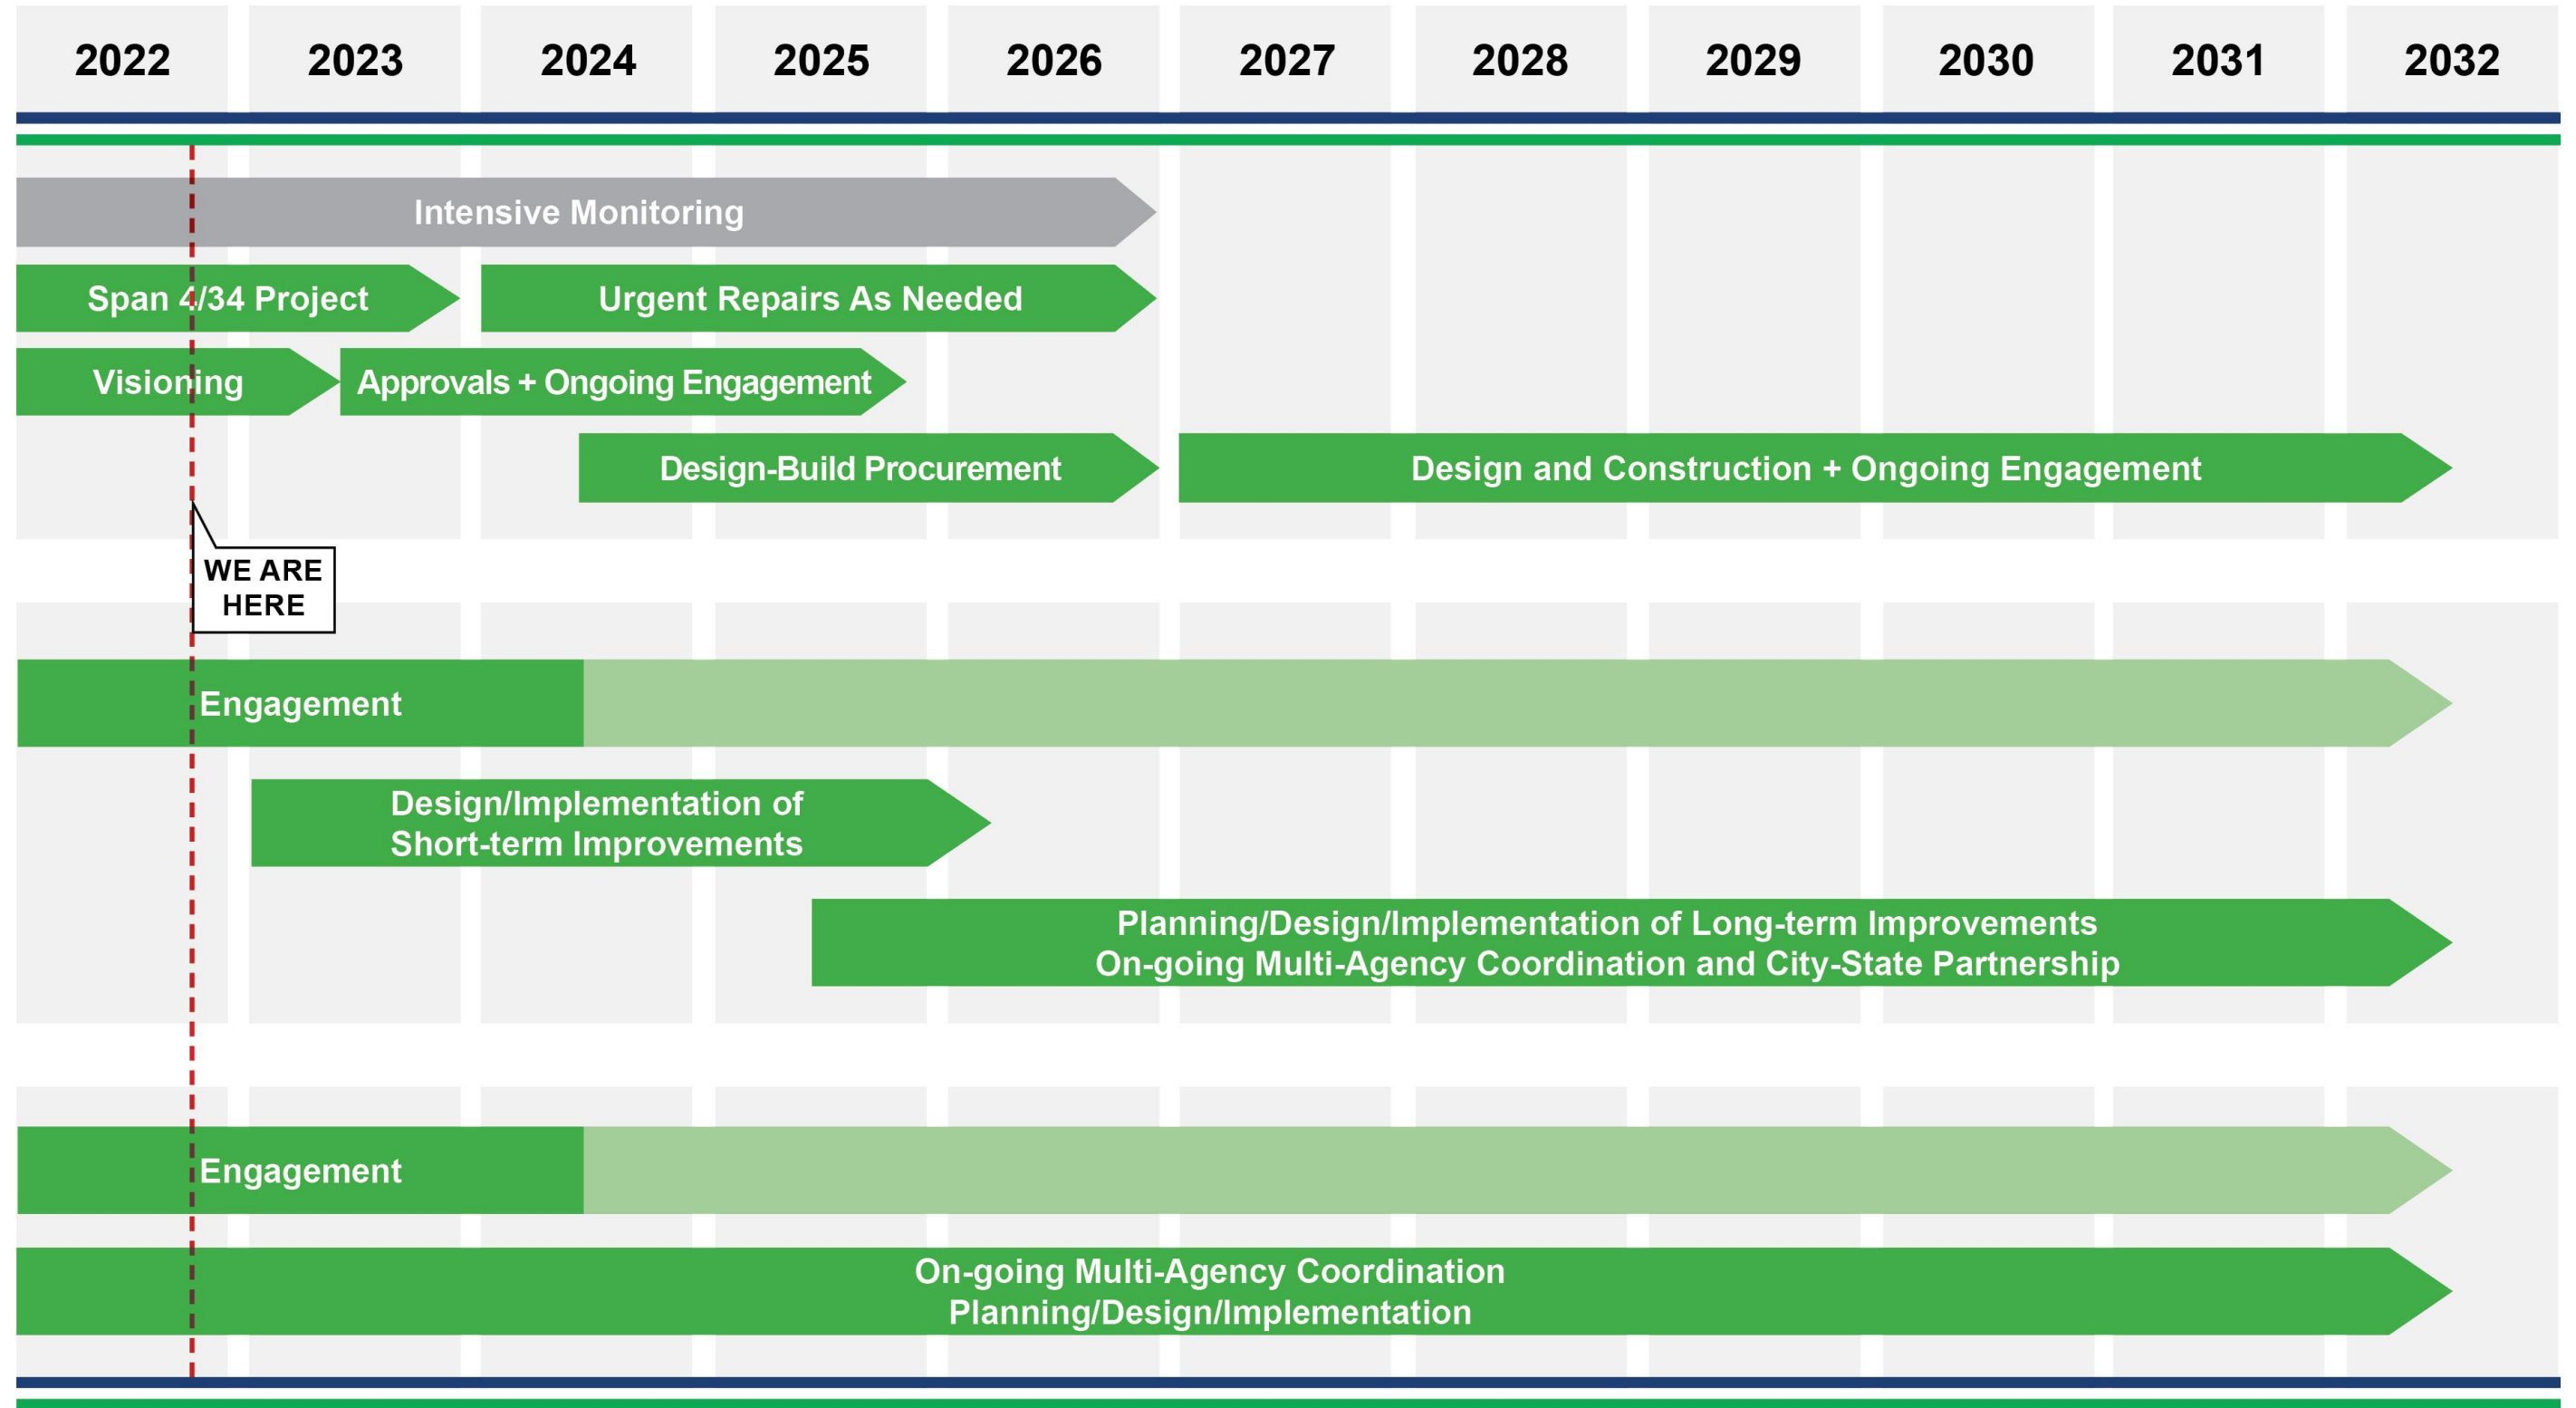 2022 2023 2024 2025 2026 2027 2028 2029 2030 2031 2032
Intensive Monitoring
Span 4/34 Project
Urgent Repairs As Needed
Visioning
Approvals + Ongoing Engagement
Design-Build Procurement
Design and Construction + Ongoing Engagement
WE ARE
HERE
Engagement
Design/Implementation of
Short-term Improvements
Planning/Design/Implementation of Long-term Improvements
On-going Multi-Agency Coordination and City-State Partnership
Engagement
On-going Multi-Agency Coordination
Planning/Design/Implementation